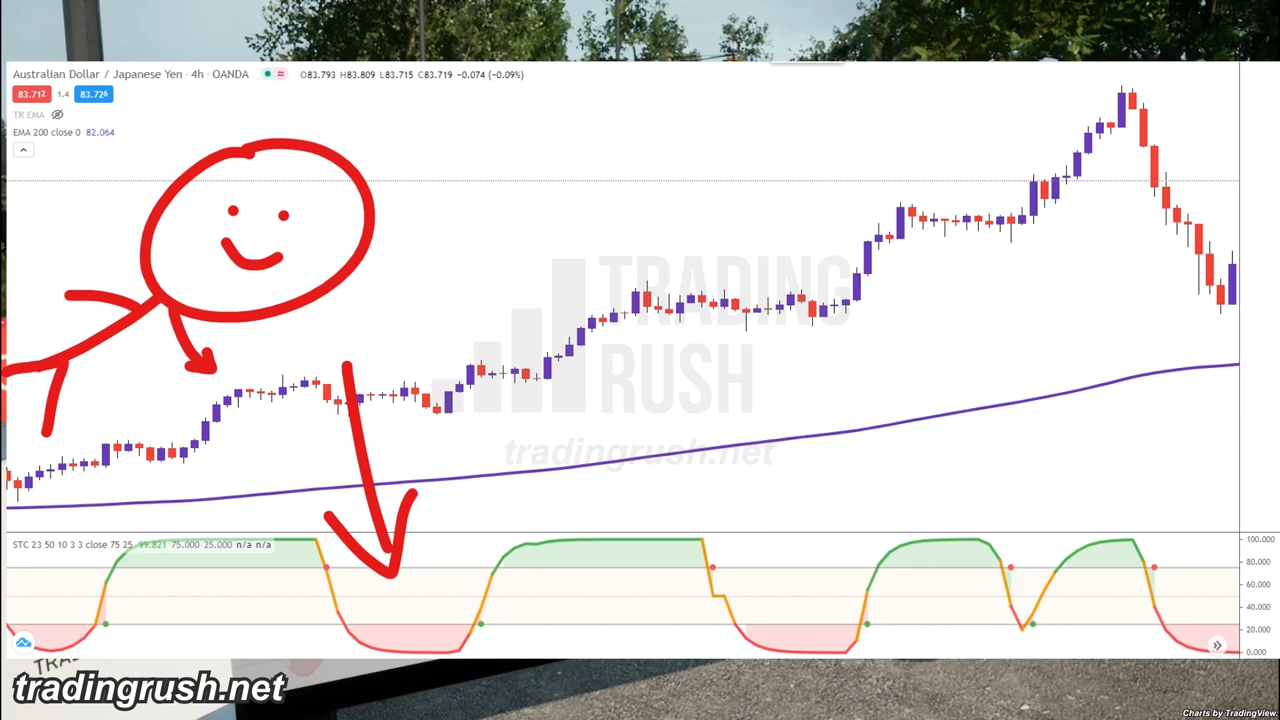 Australian Dollar / Japanese Yen · 4h · OANDA
O83.793 H83.809 L83.715 C83.719 −0.074 (−0.09%)
83.712 1.4 83.726
TR EMA
EMA 200 close 0 82.064
TRADING
RUSH
tradingrush.net
STC 23 50 10 3 3 close 75 25 99.821 75.000 25.000 n/a n/a
100.000
80.000
60.000
40.000
20.000
0.000
tradingrush.net
Charts by TradingView.